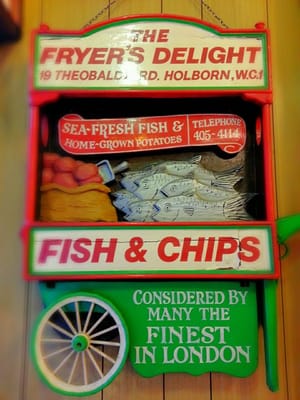 THE
FRYER'S DELIGHT
19 THEOBALD RD. HOLBORN, W.C.1
SEA-FRESH FISH &
HOME-GROWN POTATOES
TELEPHONE
405-4114
FISH & CHIPS
CONSIDERED BY
MANY THE
FINEST
IN LONDON